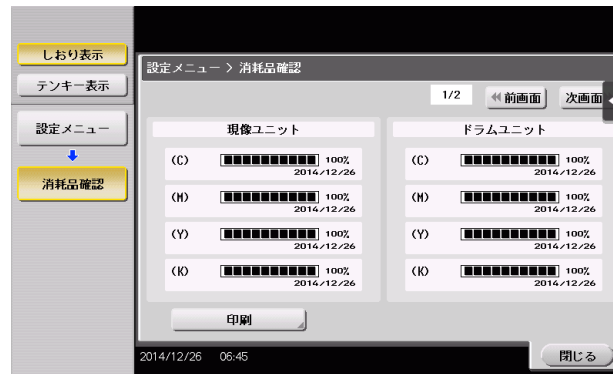 しおり表示
テンキー表示
設定メニュー
消耗品確認
設定メニュー > 消耗品確認
1/2
前画面
次画面
現像ユニット
(C) 100%
2014/12/26
(M) 100%
2014/12/26
(Y) 100%
2014/12/26
(K) 100%
2014/12/26
ドラムユニット
(C) 100%
2014/12/26
(M) 100%
2014/12/26
(Y) 100%
2014/12/26
(K) 100%
2014/12/26
印刷
2014/12/26 06:45
閉じる